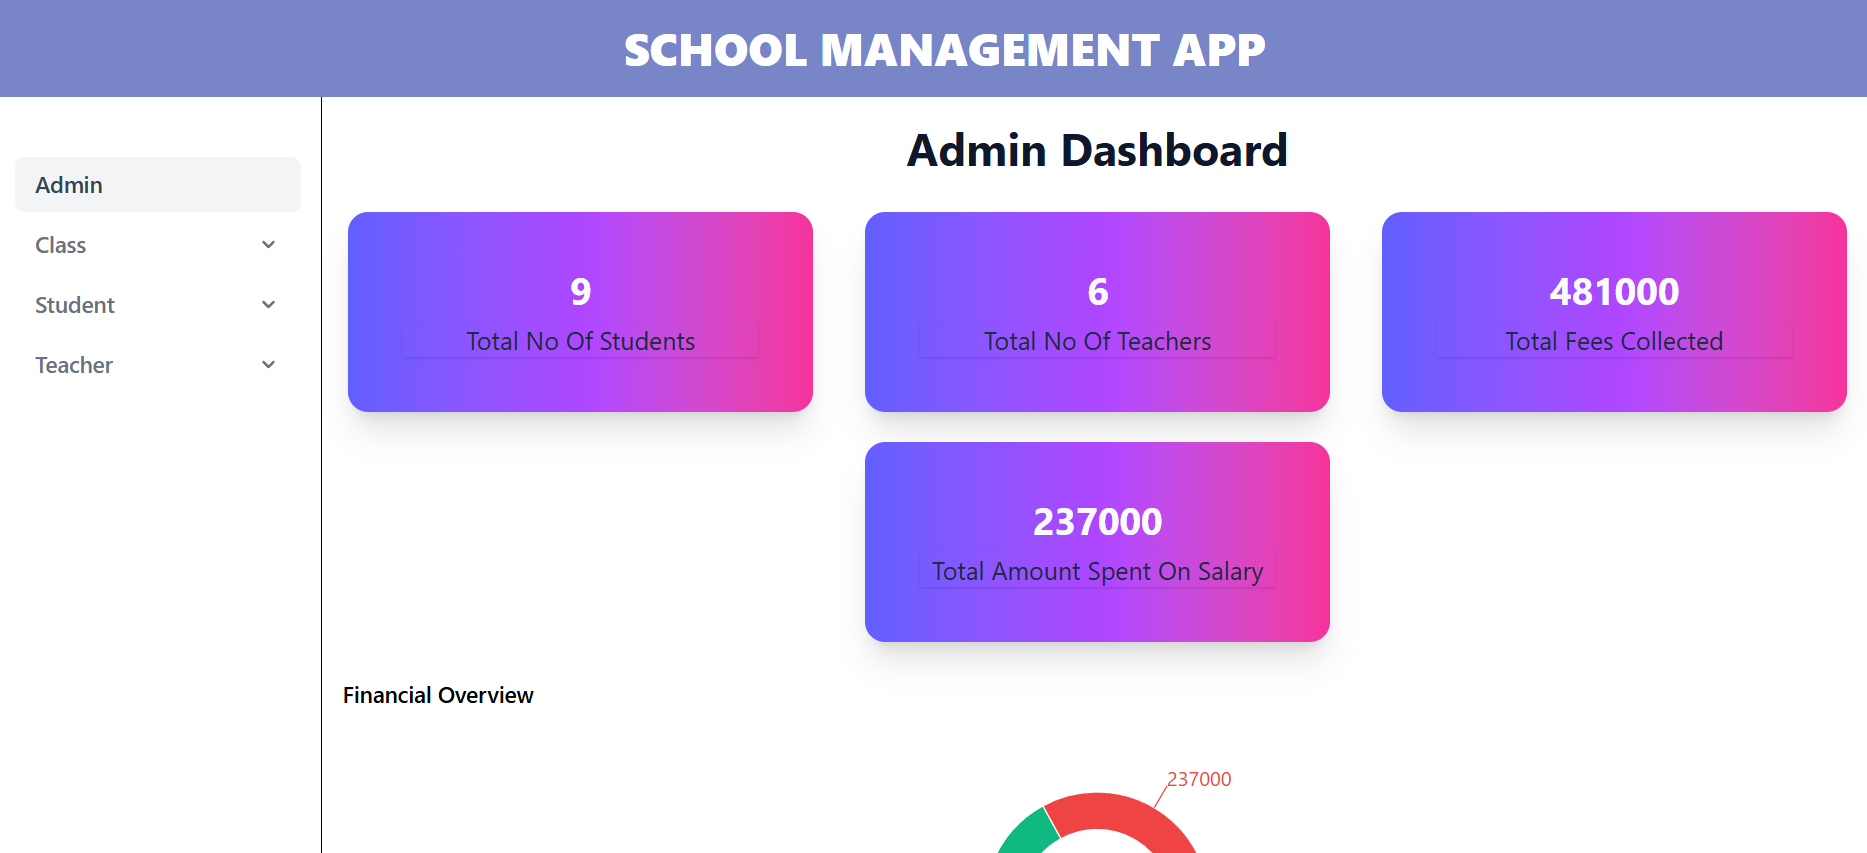 SCHOOL MANAGEMENT APP
Admin
Class
Student
Teacher
Admin Dashboard
9
Total No Of Students
6
Total No Of Teachers
481000
Total Fees Collected
237000
Total Amount Spent On Salary
Financial Overview
237000